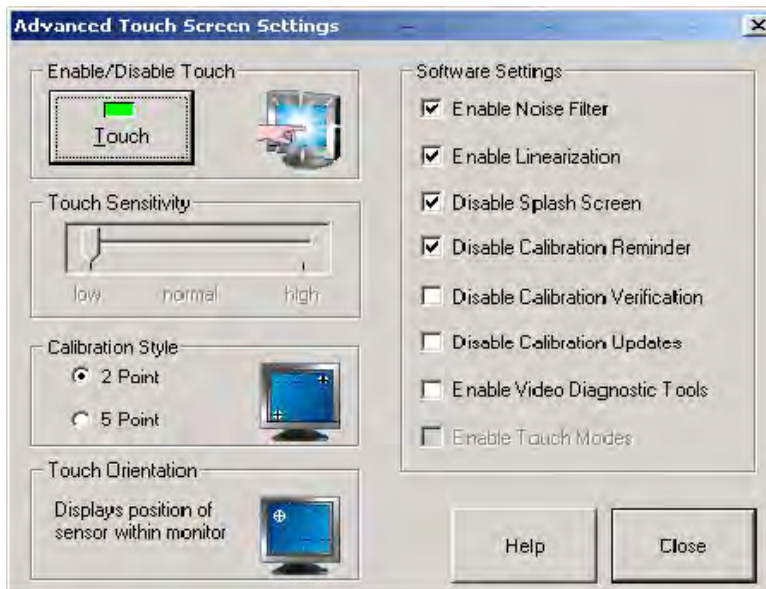 Advanced Touch Screen Settings
Enable/Disable Touch
Touch
Touch Sensitivity
low normal high
Calibration Style
2 Point
5 Point
Touch Orientation
Displays position of
sensor within monitor
Software Settings
Enable Noise Filter
Enable Linearization
Disable Splash Screen
Disable Calibration Reminder
Disable Calibration Verification
Disable Calibration Updates
Enable Video Diagnostic Tools
Enable Touch Modes
Help
Close